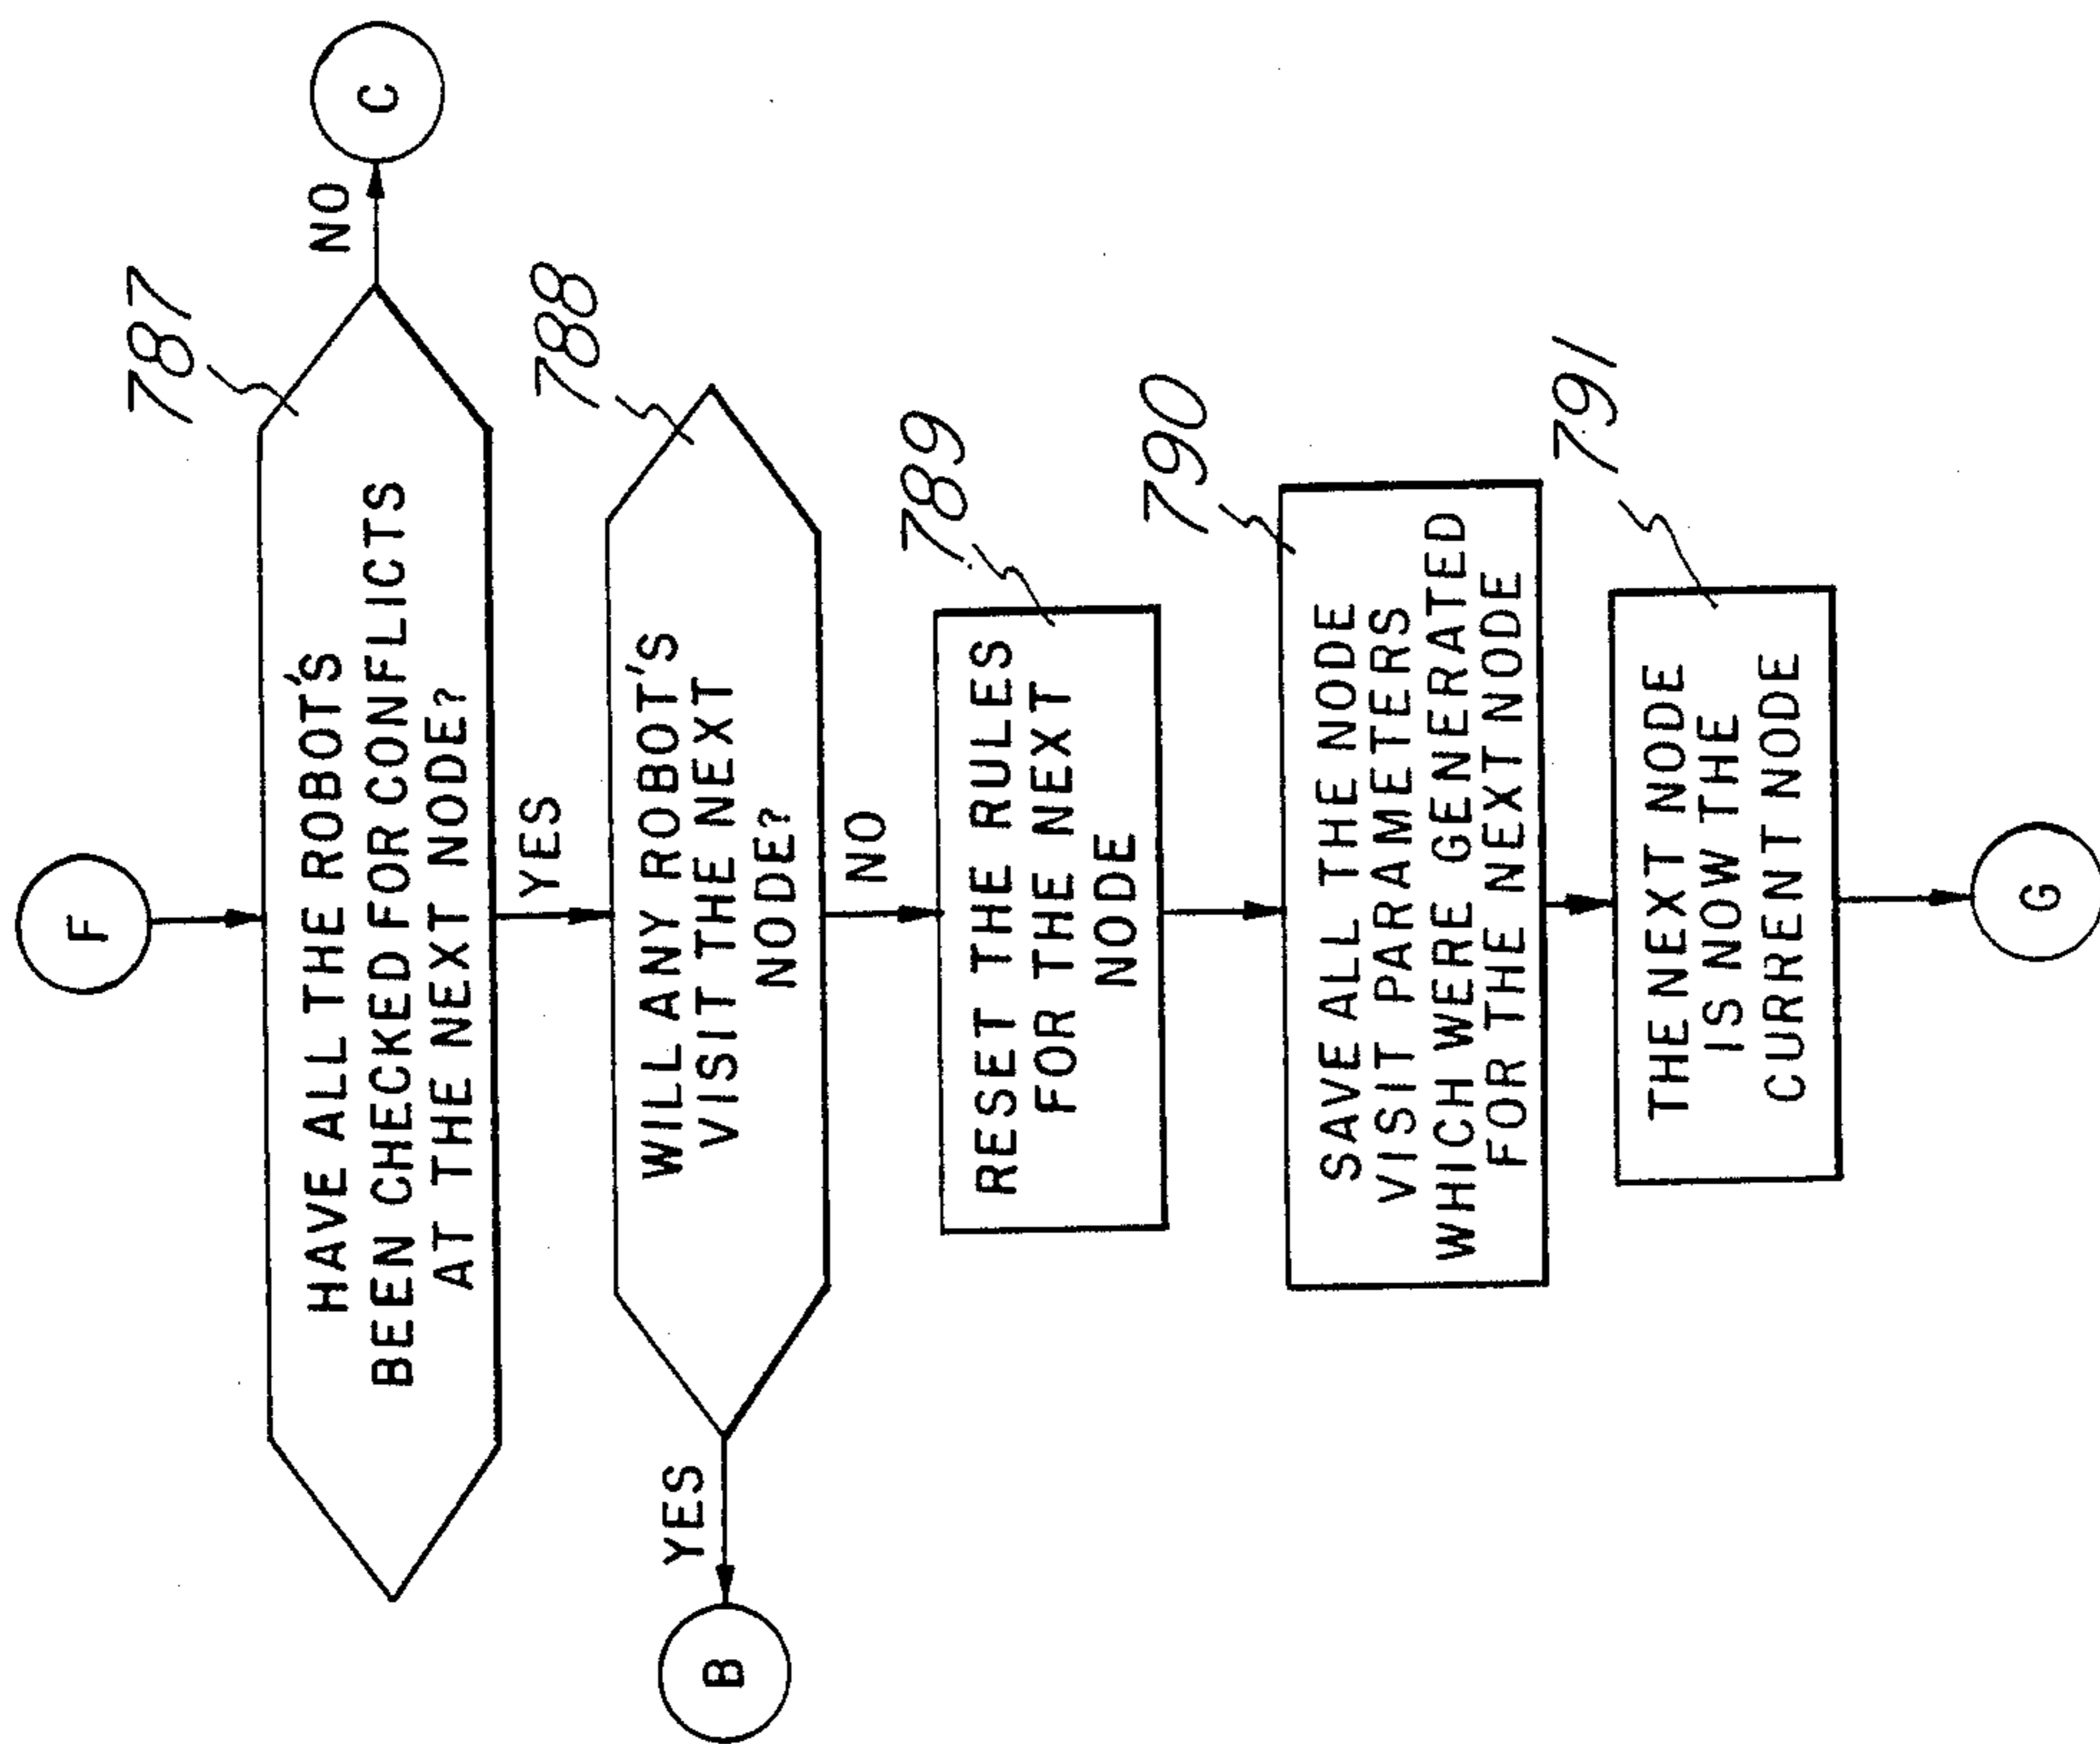 F
787
HAVE ALL THE ROBOT'S
BEEN CHECKED FOR CONFLICTS
AT THE NEXT NODE?
NO
C
YES
788
WILL ANY ROBOT'S
VISIT THE NEXT
NODE?
YES
B
NO
789
RESET THE RULES
FOR THE NEXT
NODE
790
SAVE ALL THE NODE
VISIT PARAMETERS
WHICH WERE GENERATED
FOR THE NEXT NODE
791
THE NEXT NODE
IS NOW THE
CURRENT NODE
G